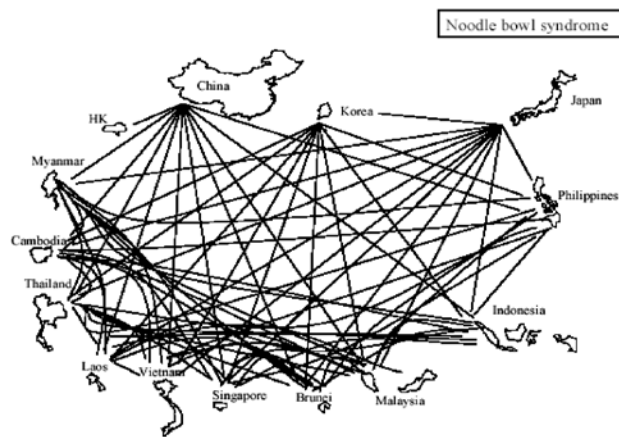 Noodle bowl syndrome
China
Korea
Japan
HK
Myanmar
Philippines
Cambodia
Thailand
Indonesia
Laos
Vietnam
Singapore
Brunei
Malaysia